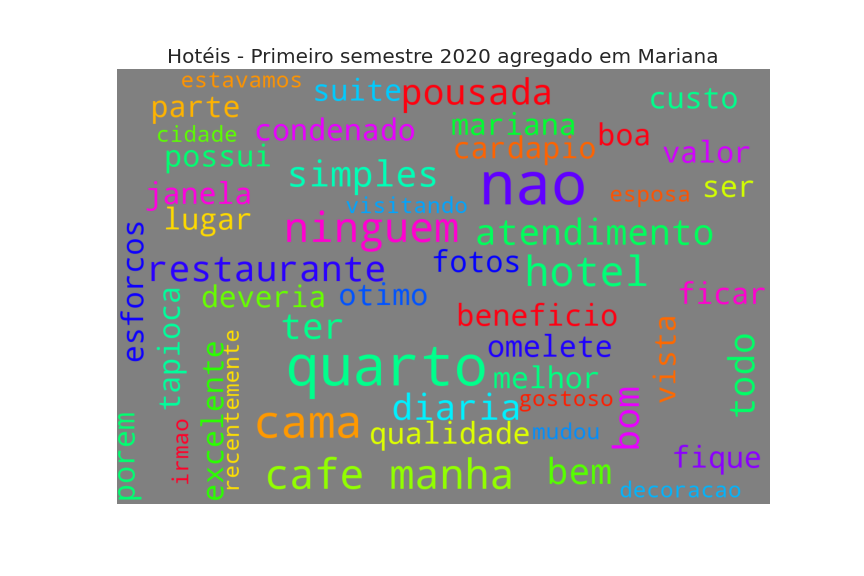 Hotéis - Primeiro semestre 2020 agregado em Mariana
estavamos
suite
pousada
custo
parte
cidade
condenado
mariana
boa
possui
cardapio
valor
simples
nao
janela
esposa
ser
visitando
lugar
ninguem
atendimento
esforcos
restaurante
fotos
hotel
deveria
otimo
ficar
tapioca
ter
beneficio
vista
todo
quarto
omelete
melhor
excelente
recentemente
diaria
gostoso
bom
cama
qualidade
mudou
porem
irmao
cafe manha
bem
fique
decoracao